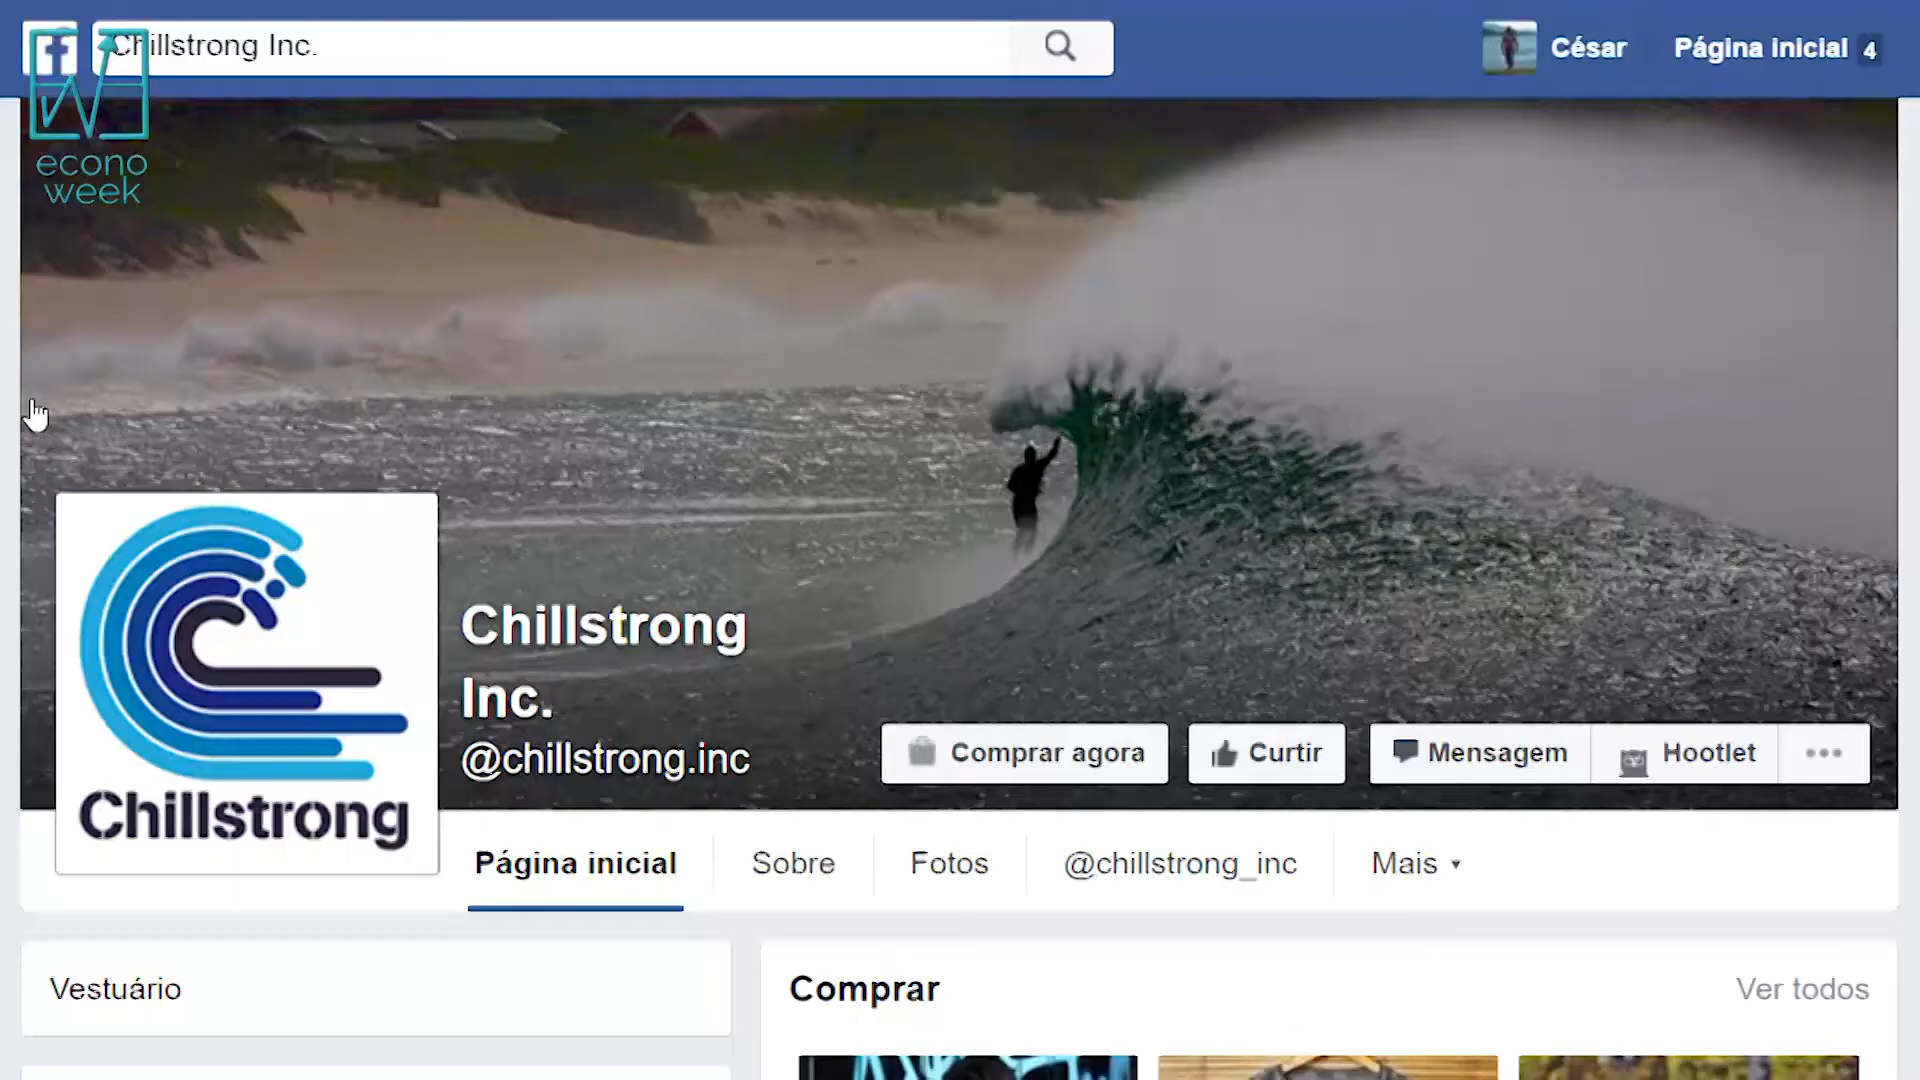 Chillstrong Inc.
César
Página inicial 4
econo
week
Chillstrong
Inc.
@chillstrong.inc
Comprar agora
Curtir
Mensagem
Hootlet
Chillstrong
Página inicial
Sobre
Fotos
@chillstrong_inc
Mais
Vestuário
Comprar
Ver todos